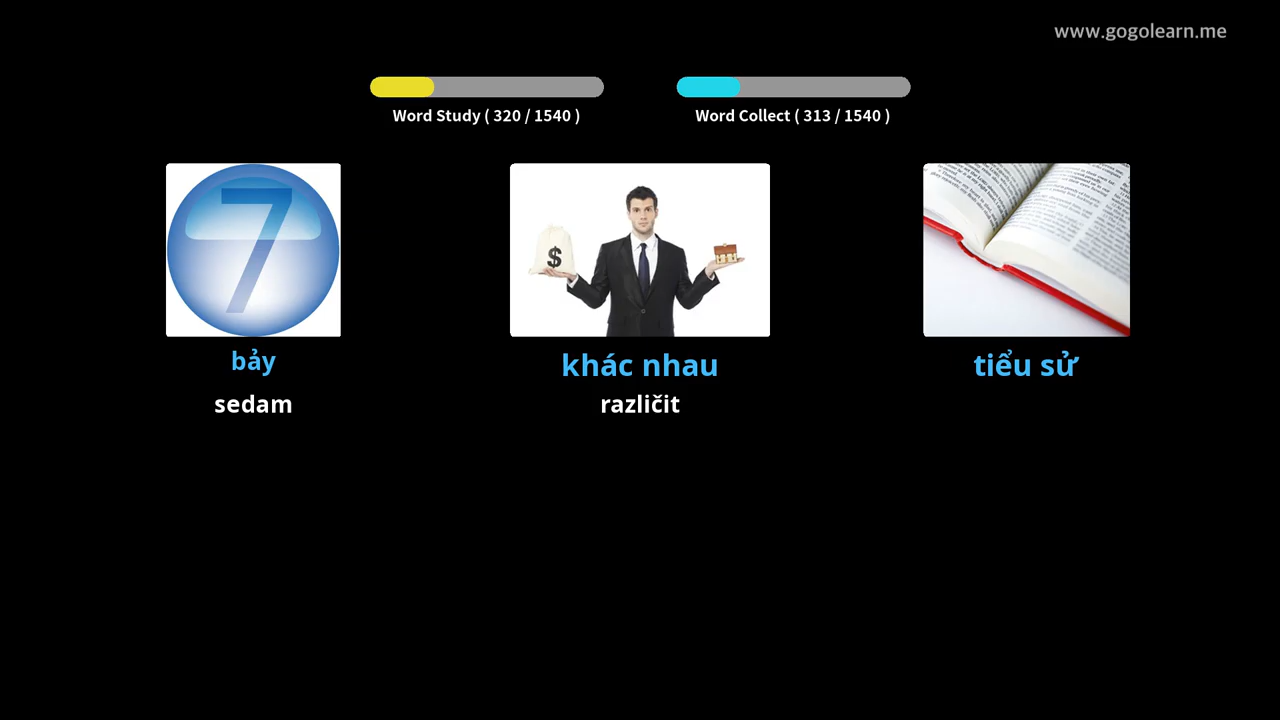 www.gogolearn.me
Word Study ( 320 / 1540 )
Word Collect ( 313 / 1540 )
7
$
bảy
khác nhau
tiểu sử
sedam
različit